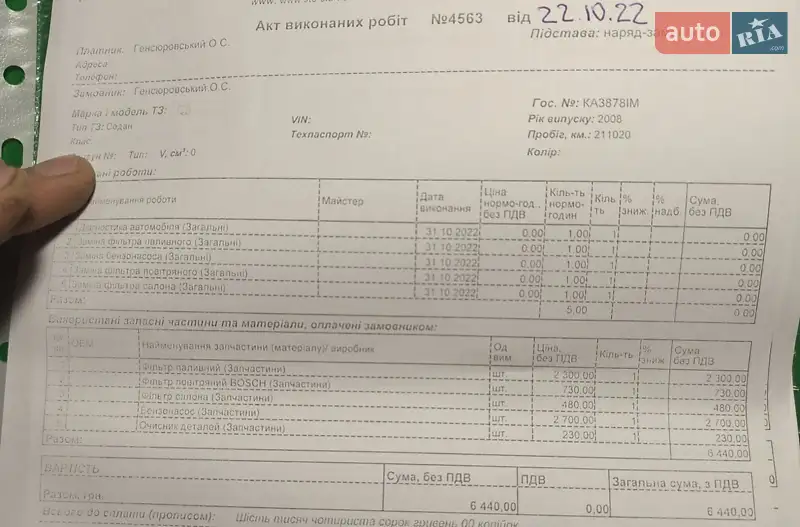 Акт виконаних робіт №4563 від 22.10.22
Підстава: наряд-за
auto RIA .com
Платник: Генсюровський О С.
Адреса
Телефон:
Замовник: Генсюровський О.С.
Марка і модель ТЗ:
Тип ТЗ: Седан
Клас
Тип: V, см³: 0
VIN:
Техпаспорт №:
Гос. №: КА3878ІМ
Рік випуску: 2008
Пробіг, км.: 211020
Колір:
ані роботи:
йменування роботи Майстер Дата виконання Ціна нормо-год., без ПДВ Кіль-ть нормо-годин Кіль ть % зниж. % надб. Сума, без ПДВ
Діагностика автомобіля (Загальні) 31.10.2022 0.00 1,00 1 0.00
2 Заміна фільтра паливного (Загальні) 31.10.2022 0.00 1.00 1 0.00
3 Заміна бензонасоса (Загальні) 31.10.2022 0.00 1.00 1 0.00
4 Заміна фільтра повітряного (Загальні) 31.10.2022 0.00 1.00 1 0.00
5 Заміна фільтра салона (Загальні) 31.10.2022 0.00 1.00 1 0.00
Разом: 5,00 0.00
Використані запасні частини та матеріали, оплачені замовником:
Найменування запчастини (матеріалу)/ виробник Од вим Ціна, без ПДВ Кіль-ть % зниж Сума без ПДВ
Фільтр паливний (Запчастини) шт. 2 300,00 1 2 300,00
Фільтр повітряний BOSCH (Запчастини) шт. 730,00 1 730,00
Фільтр салона (Запчастини) шт. 480,00 1 480,00
Бензонасос (Запчастини) шт. 2 700,00 1 2 700,00
Очисник деталей (Запчастини) шт. 230,00 1 230,00
Разом: 6 440,00
ВАРТІСТЬ Сума, без ПДВ ПДВ Загальна сума, з ПДВ
Разом, грн. 6 440,00 0,00 6 440,00
Всього до сплати (прописом): Шість тисяч чотириста сорок гривень 00 копійок